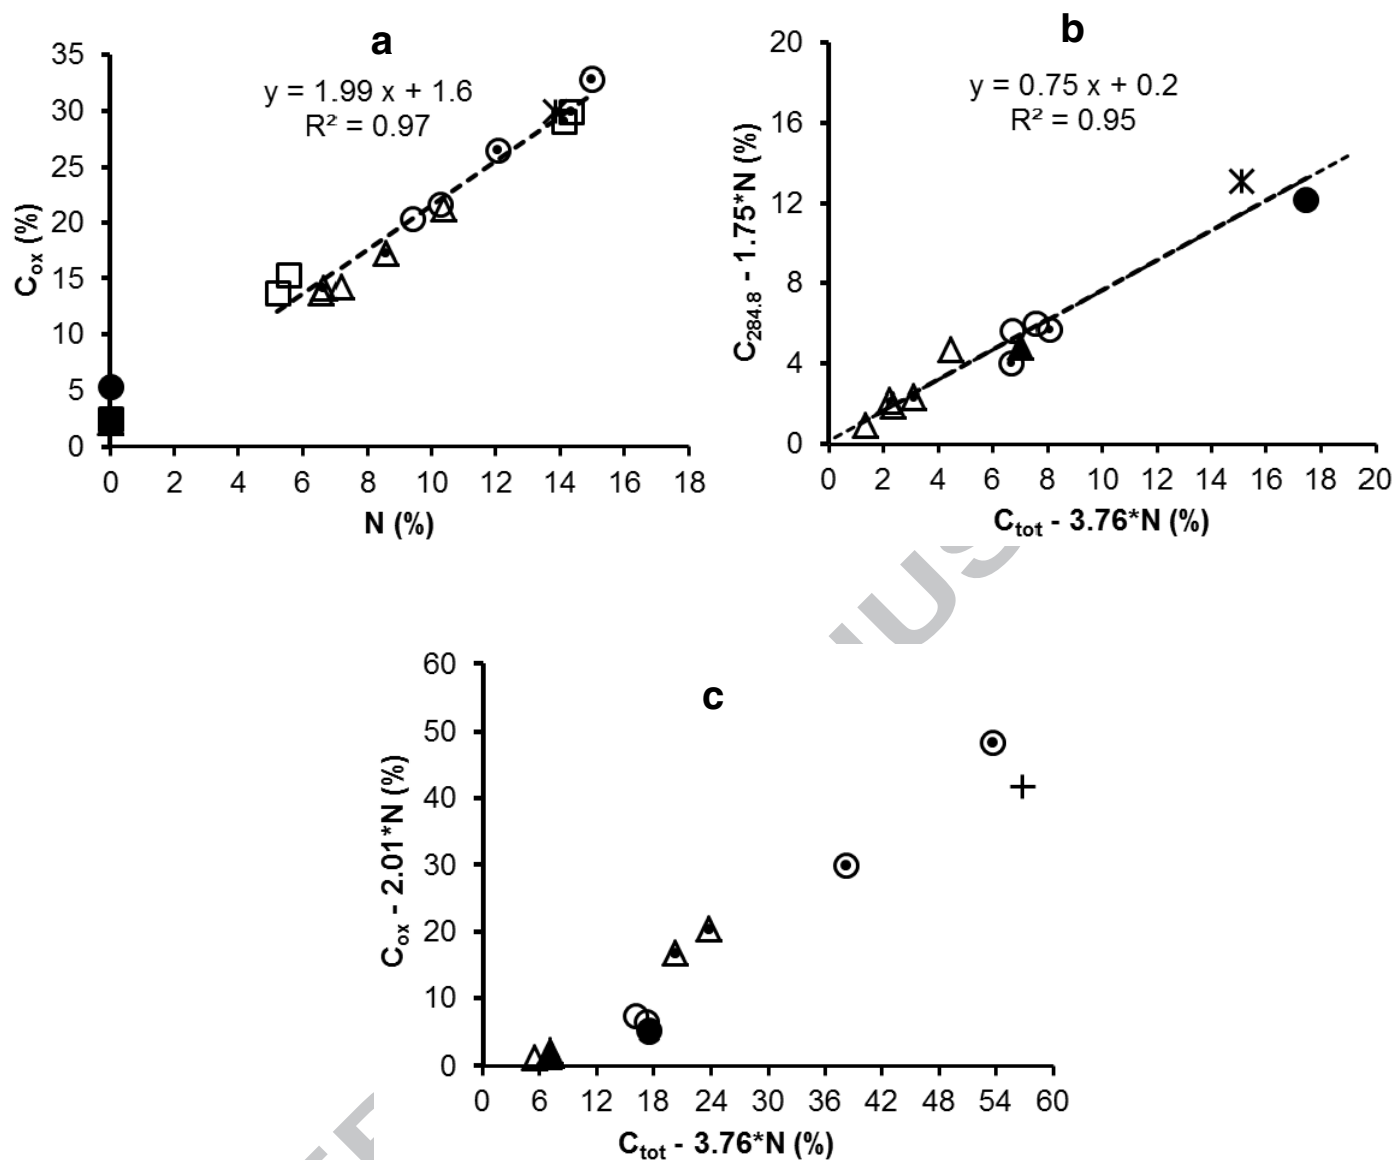 a
35
30
25
20
15
10
5
0
y = 1.99 x + 1.6
R² = 0.97
Cox (%)
0 2 4 6 8 10 12 14 16 18
N (%)
b
20
16
12
8
4
0
y = 0.75 x + 0.2
R² = 0.95
C284.8 - 1.75*N (%)
0 2 4 6 8 10 12 14 16 18 20
Ctot - 3.76*N (%)
c
60
50
40
30
20
10
0
Cox - 2.01*N (%)
0 6 12 18 24 30 36 42 48 54 60
Ctot - 3.76*N (%)